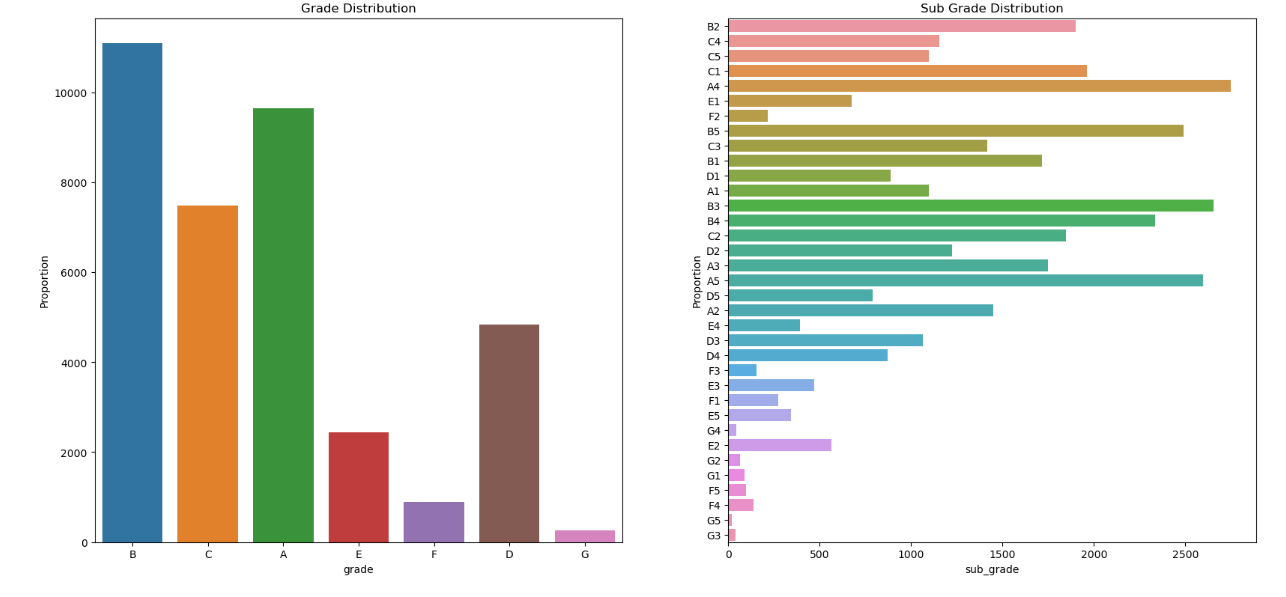 Grade Distribution
Proportion
10000
8000
6000
4000
2000
0
B C A E F D G
grade
Sub Grade Distribution
Proportion
B2
C4
C5
C1
A4
E1
F2
B5
C3
B1
D1
A1
B3
B4
C2
D2
A3
A5
D5
A2
E4
D3
D4
F3
E3
F1
E5
G4
E2
G2
G1
F5
F4
G5
G3
0 500 1000 1500 2000 2500
sub_grade